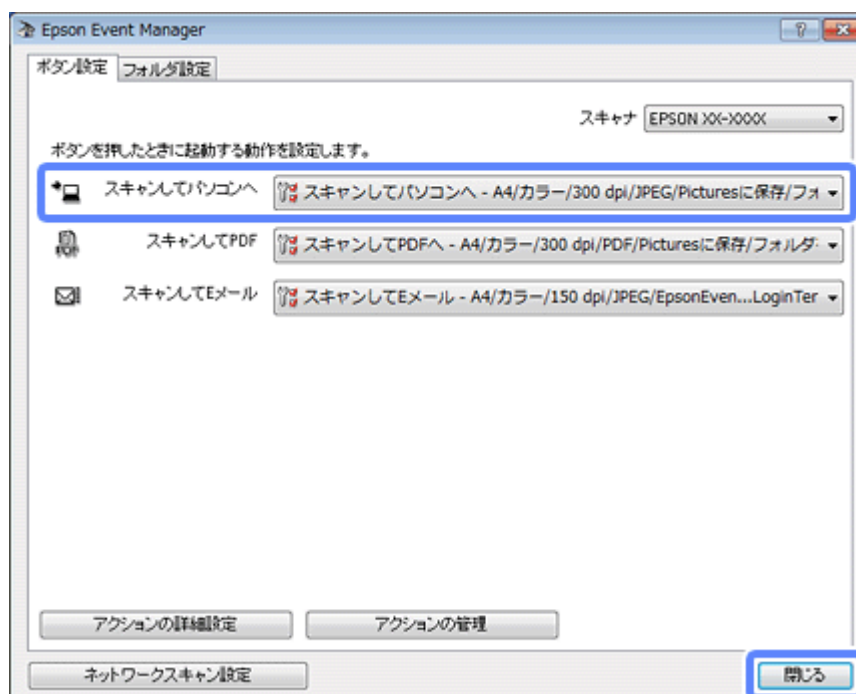 Epson Event Manager
ボタン設定 フォルダ設定
スキャナ EPSON XX-XXXX
ボタンを押したときに起動する動作を設定します。
スキャンしてパソコンへ スキャンしてパソコンへ - A4/カラー/300 dpi/JPEG/Picturesに保存/フォ
スキャンしてPDF スキャンしてPDFへ - A4/カラー/300 dpi/PDF/Picturesに保存/フォルダ
スキャンしてEメール スキャンしてEメール - A4/カラー/150 dpi/JPEG/EpsonEven...LoginTer
アクションの詳細設定 アクションの管理
ネットワークスキャン設定 閉じる